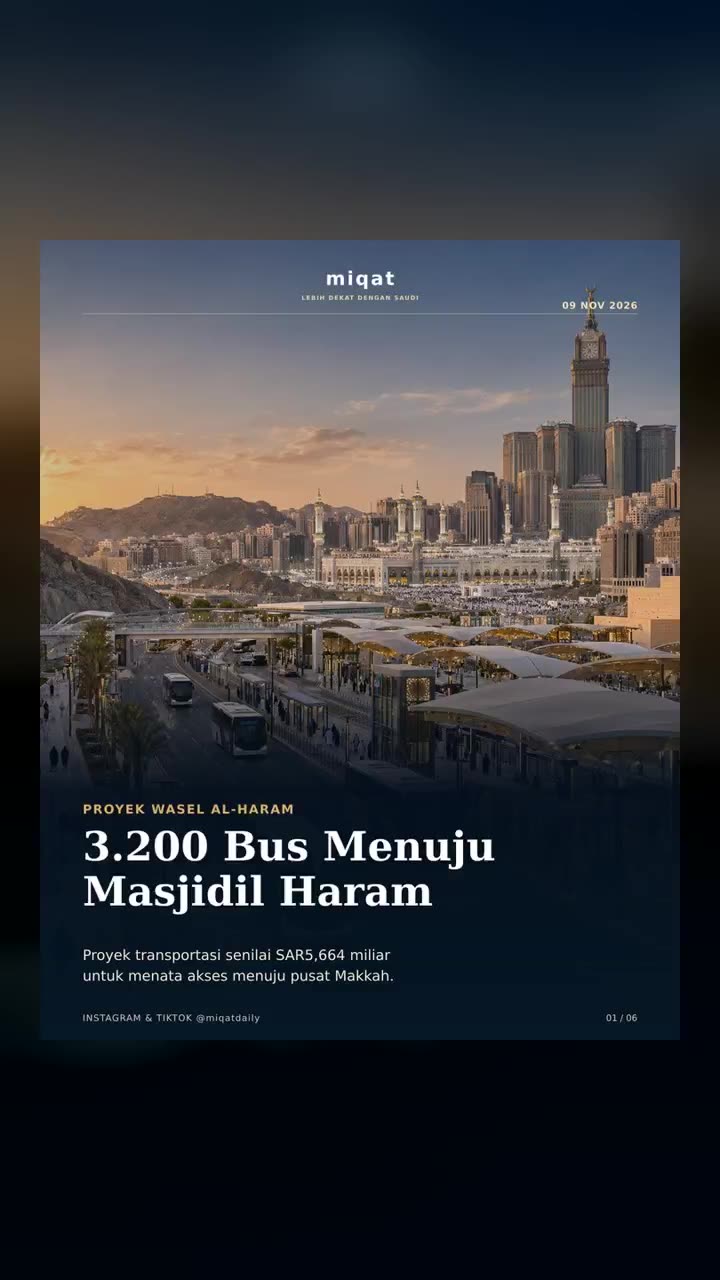 miqat
LEBIH DEKAT DENGAN SAUDI
09 NOV 2026
PROYEK WASEL AL-HARAM
3.200 Bus Menuju
Masjidil Haram
Proyek transportasi senilai SAR5,664 miliar
untuk menata akses menuju pusat Makkah.
INSTAGRAM & TIKTOK @miqatdaily
01 / 06